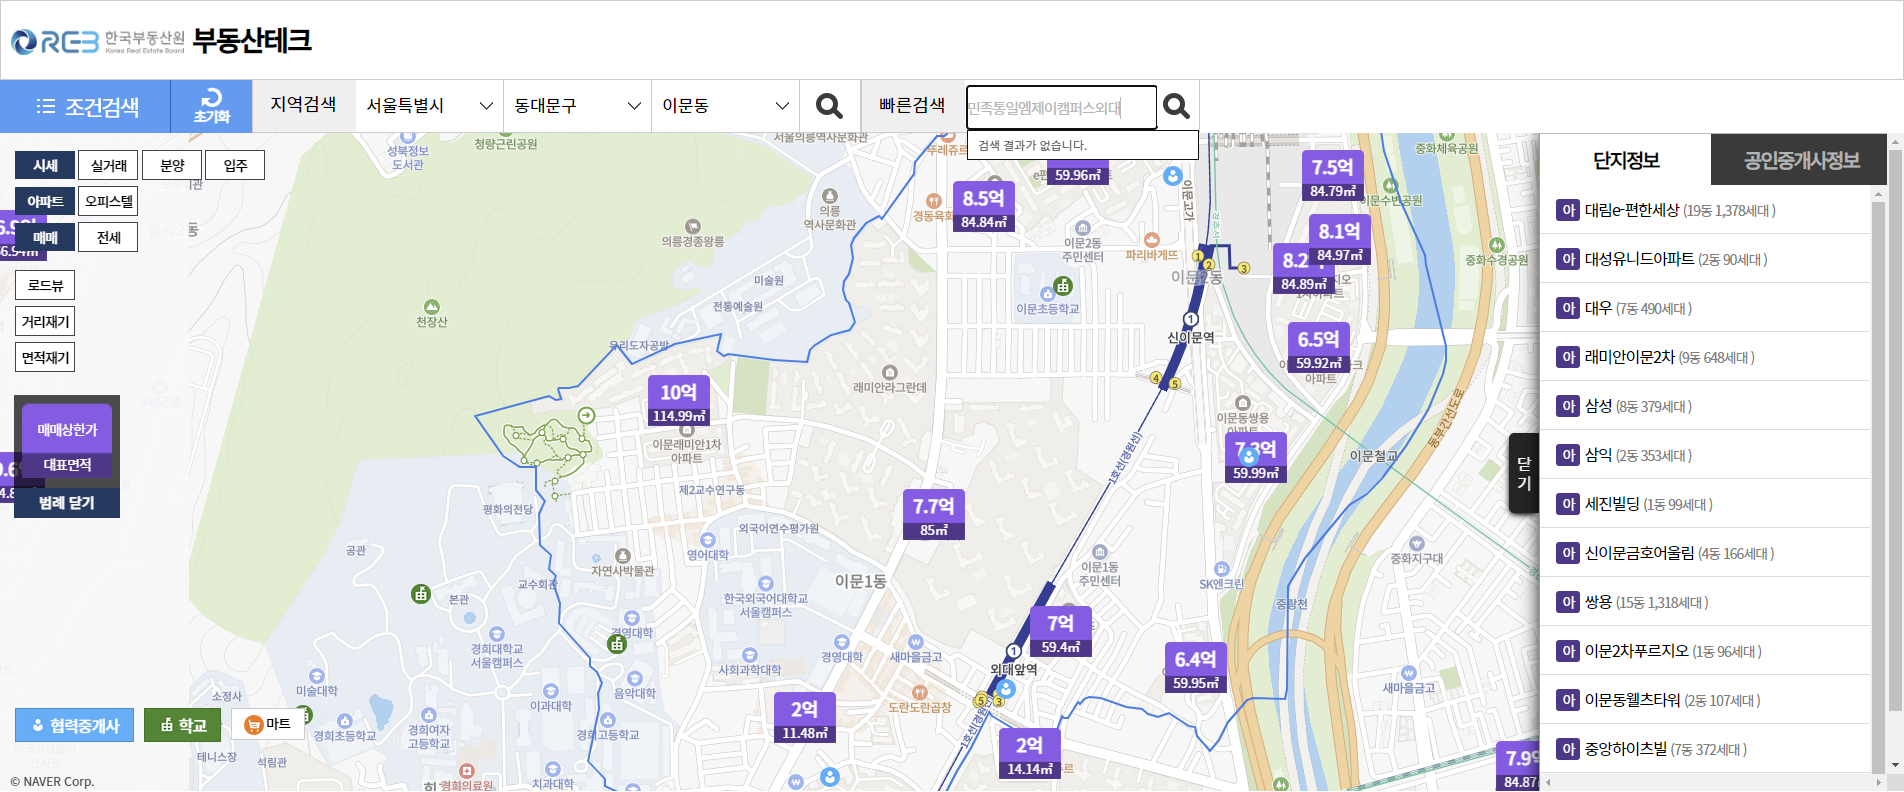 REB 한국부동산원 Korea Real Estate Board 부동산테크
조건검색
초기화
지역검색
서울특별시
동대문구
이문동
빠른검색
민족통일엠제이캠퍼스외대
검색 결과가 없습니다.
시세
실거래
분양
입주
아파트
오피스텔
매매
전세
로드뷰
거리재기
면적재기
매매상한가
대표면적
범례 닫기
협력중개사
학교
마트
© NAVER Corp.
성북정보
도서관
청량근린공원
서울의릉역사문화관
뚜레쥬르
59.96㎡
8.5억
84.84㎡
의릉
역사문화관
의릉경종왕릉
경동육회
이문2동
주민센터
파리바게뜨
이문고가
7.5억
84.79㎡
이문수변공원
중화체육공원
중화수경공원
8.1억
84.97㎡
84.89㎡
이문2동
1
2
3
미술원
전통예술원
천장산
우리도자공방
이문초등학교
1
신이문역
4
5
6.5억
59.92㎡
아파트
래미안라그란데
10억
114.99㎡
이문래미안1차
아파트
이문동쌍용
아파트
59.99㎡
1호선(경원선)
이문철교
동부간선도로
제2교수연구동
평화의전당
7.7억
85㎡
외국어연수평가원
영어대학
공관
자연사박물관
교수회관
본관
이문1동
한국외국어대학교
서울캠퍼스
이문1동
주민센터
SK엔크린
중화지구대
중랑천
경영대학
경희대학교
서울캠퍼스
사회과학대학
경영대학
새마을금고
7억
59.4㎡
1
외대앞역
5
3
6.4억
59.95㎡
새마을금고
미술대학
소정사
이과대학
음악대학
도란도란곱창
2억
11.48㎡
경희초등학교
경희여자
고등학교
경희고등학교
테니스장
석림관
2억
14.14㎡
치과대학
경희의료원
단지정보
공인중개사정보
아 대림e-편한세상 (19동 1,378세대 )
아 대성유니드아파트 (2동 90세대 )
아 대우 (7동 490세대 )
아 래미안이문2차 (9동 648세대 )
아 삼성 (8동 379세대 )
아 삼익 (2동 353세대 )
아 세진빌딩 (1동 99세대 )
아 신이문금호어울림 (4동 166세대 )
아 쌍용 (15동 1,318세대 )
아 이문2차푸르지오 (1동 96세대 )
아 이문동웰츠타워 (2동 107세대 )
아 중앙하이츠빌 (7동 372세대 )
닫
기